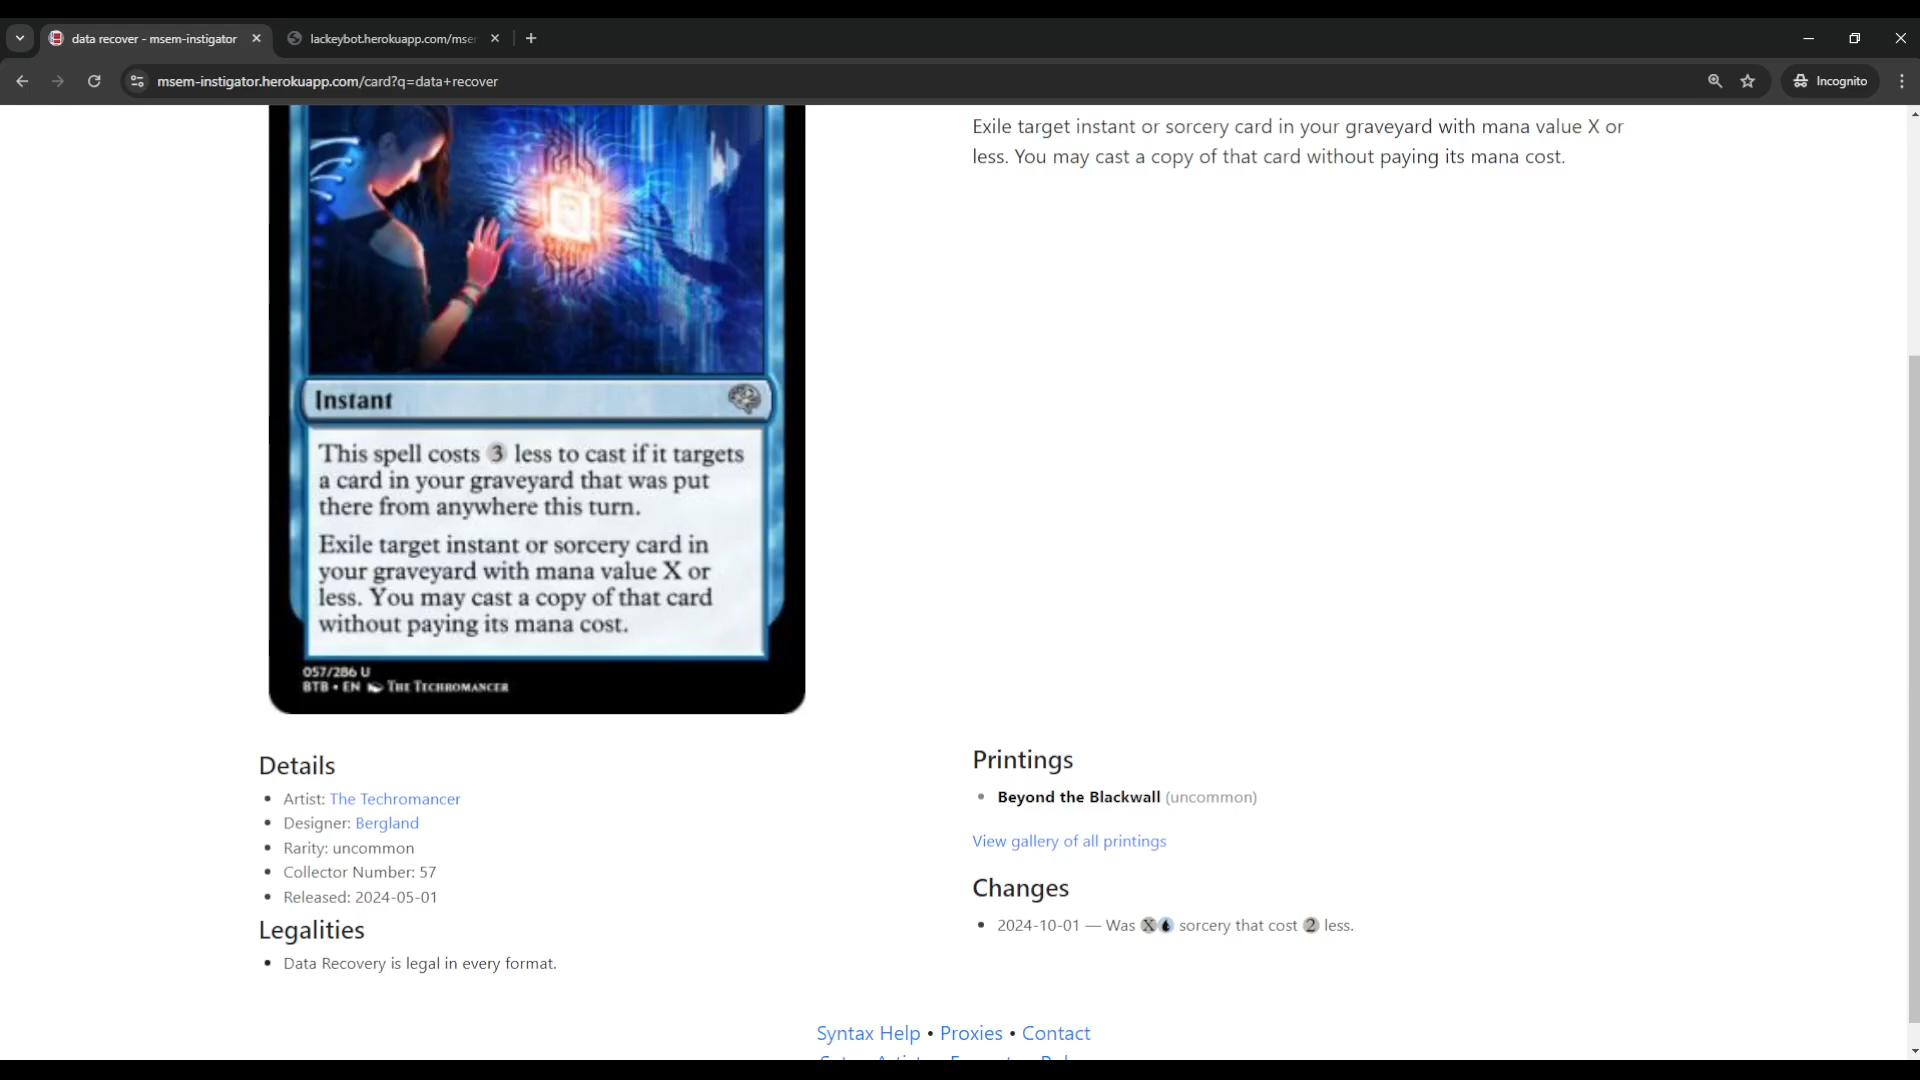 data recover - msem-instigator
lackeybot.herokuapp.com/mse
msem-instigator.herokuapp.com/card?q=data+recover
Incognito
Exile target instant or sorcery card in your graveyard with mana value X or
less. You may cast a copy of that card without paying its mana cost.
Instant
This spell costs 3 less to cast if it targets
a card in your graveyard that was put
there from anywhere this turn.
Exile target instant or sorcery card in
your graveyard with mana value X or
less. You may cast a copy of that card
without paying its mana cost.
057/286 U
BTB • EN The Techromancer
Details
• Artist: The Techromancer
• Designer: Bergland
• Rarity: uncommon
• Collector Number: 57
• Released: 2024-05-01
Legalities
• Data Recovery is legal in every format.
Printings
• Beyond the Blackwall (uncommon)
View gallery of all printings
Changes
• 2024-10-01 — Was X sorcery that cost 2 less.
Syntax Help • Proxies • Contact